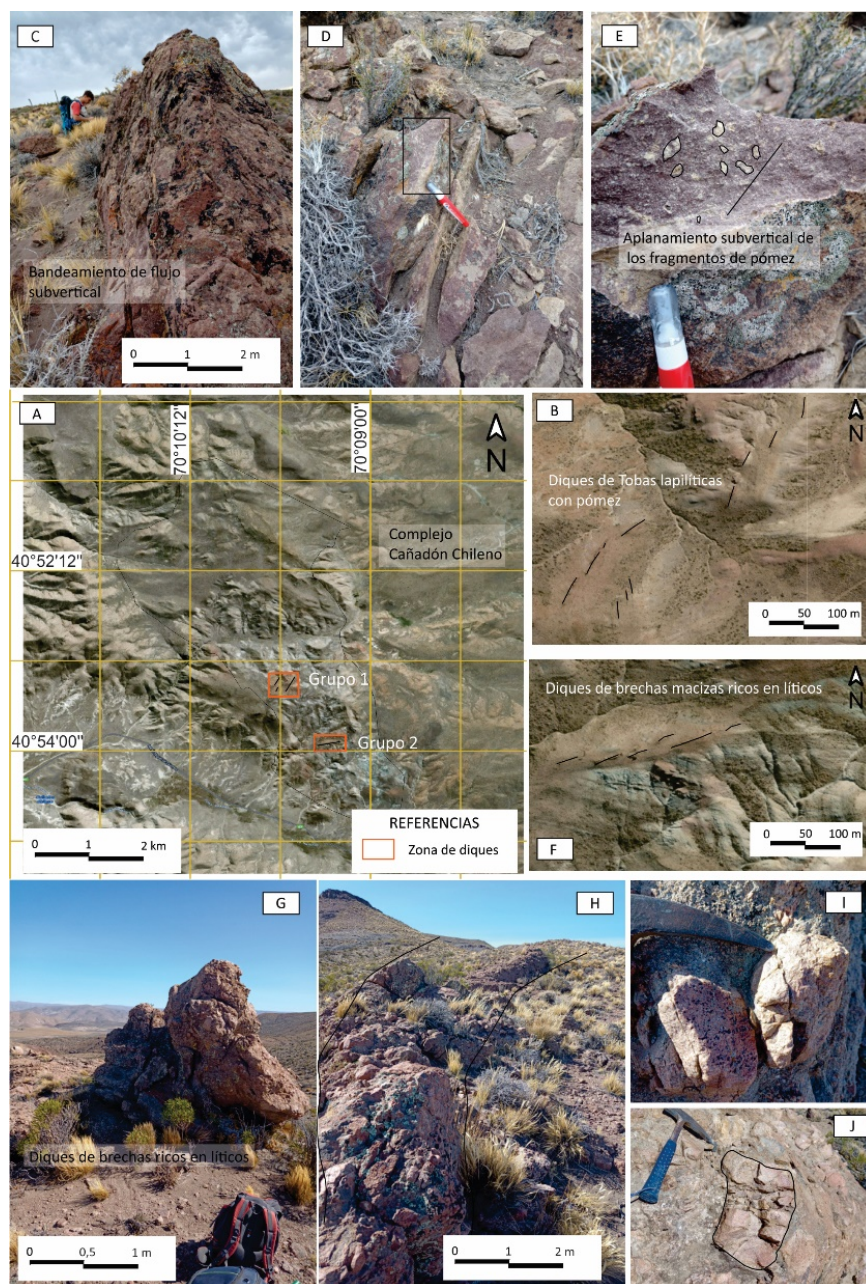 C
Bandeamiento de flujo
subvertical
0 1 2 m
D
E
Aplanamiento subvertical de
los fragmentos de pómez
A
70°10'12"
70°09'00"
N
Complejo
Cañadón Chileno
40°52'12"
Grupo 1
40°54'00"
Grupo 2
0 1 2 km
REFERENCIAS
Zona de diques
B
N
Diques de Tobas lapilíticas
con pómez
0 50 100 m
N
Diques de brechas macizas ricos en líticos
0 50 100 m
F
G
Diques de brechas ricos en líticos
0 0,5 1 m
H
0 1 2 m
I
J